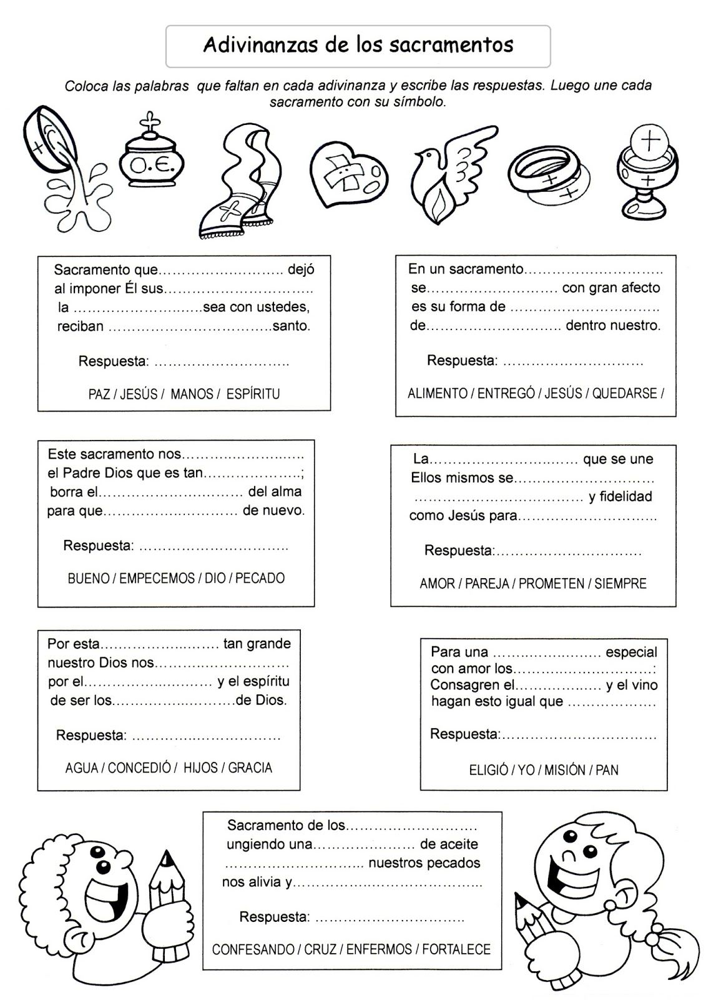 Adivinanzas de los sacramentos
Coloca las palabras que faltan en cada adivinanza y escribe las respuestas. Luego une cada
sacramento con su símbolo.
O.E.
Sacramento que.............................. dejó
al imponer Él sus....................................
la ..............................sea con ustedes,
reciban ......................................santo.
Respuesta: ................................
PAZ / JESÚS / MANOS / ESPÍRITU
En un sacramento.................................
se.............................. con gran afecto
es su forma de ...................................
de................................ dentro nuestro.
Respuesta: .................................
ALIMENTO / ENTREGÓ / JESÚS / QUEDARSE /
Este sacramento nos.............................
el Padre Dios que es tan.......................;
borra el.................................. del alma
para que................................ de nuevo.
Respuesta: ...................................
BUENO / EMPECEMOS / DIO / PECADO
La................................... que se une
Ellos mismos se.................................
........................................ y fidelidad
como Jesús para.................................
Respuesta:...................................
AMOR / PAREJA / PROMETEN / SIEMPRE
Por esta............................ tan grande
nuestro Dios nos................................
por el.............................. y el espíritu
de ser los.............................de Dios.
Respuesta: ...................................
AGUA / CONCEDIÓ / HIJOS / GRACIA
Para una ......................... especial
con amor los.................................:
Consagren el..................... y el vino
hagan esto igual que .....................
Respuesta:.....................................
ELIGIÓ / YO / MISIÓN / PAN
Sacramento de los...............................
ungiendo una........................ de aceite
................................. nuestros pecados
nos alivia y.............................................
Respuesta: ...................................
CONFESANDO / CRUZ / ENFERMOS / FORTALECE